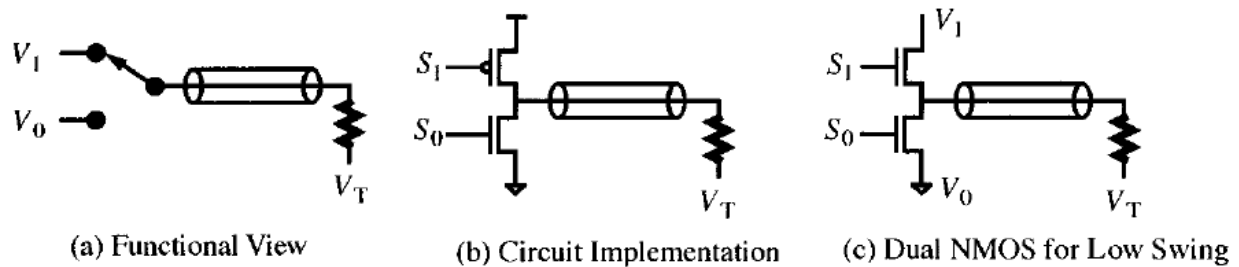 V1
V0
VT
(a) Functional View
S1
S0
VT
(b) Circuit Implementation
V1
S1
S0
V0
VT
(c) Dual NMOS for Low Swing